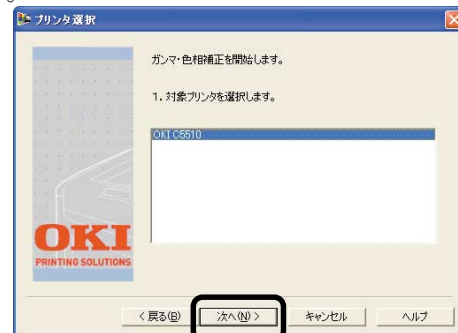 プリンタ選択
ガンマ・色相補正を開始します。
1. 対象プリンタを選択します。
OKI C5510
OKI
PRINTING SOLUTIONS
< 戻る(B) 次へ(N) > キャンセル ヘルプ